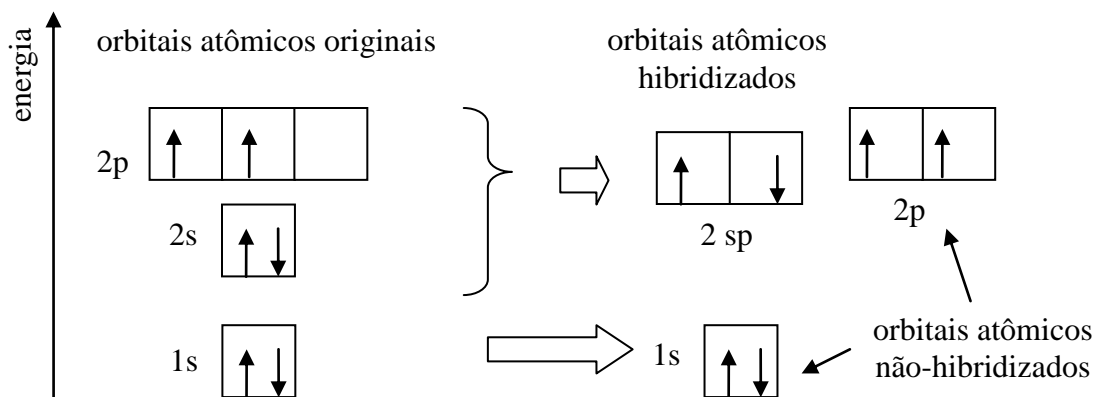 energia
orbitais atômicos originais
orbitais atômicos
hibridizados
2p
2s
2 sp
2p
1s
1s
orbitais atômicos
não-hibridizados